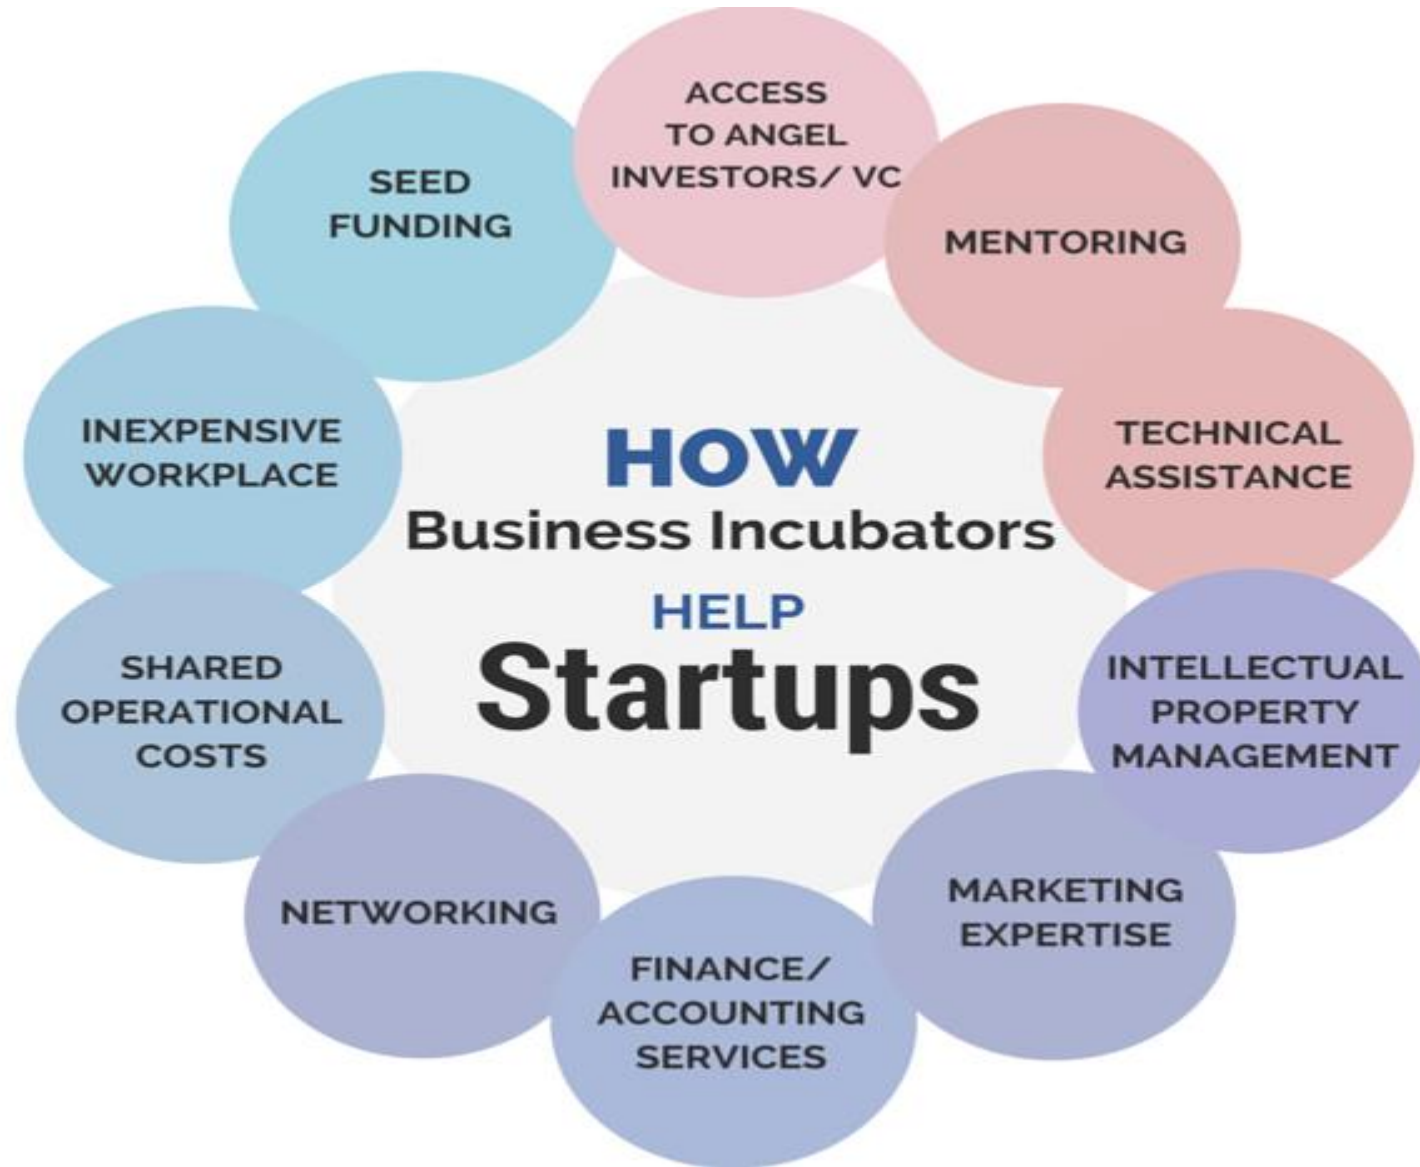 ACCESS
TO ANGEL
INVESTORS/ VC
MENTORING
TECHNICAL
ASSISTANCE
INTELLECTUAL
PROPERTY
MANAGEMENT
MARKETING
EXPERTISE
FINANCE/
ACCOUNTING
SERVICES
NETWORKING
SHARED
OPERATIONAL
COSTS
INEXPENSIVE
WORKPLACE
SEED
FUNDING
HOW
Business Incubators
HELP
Startups